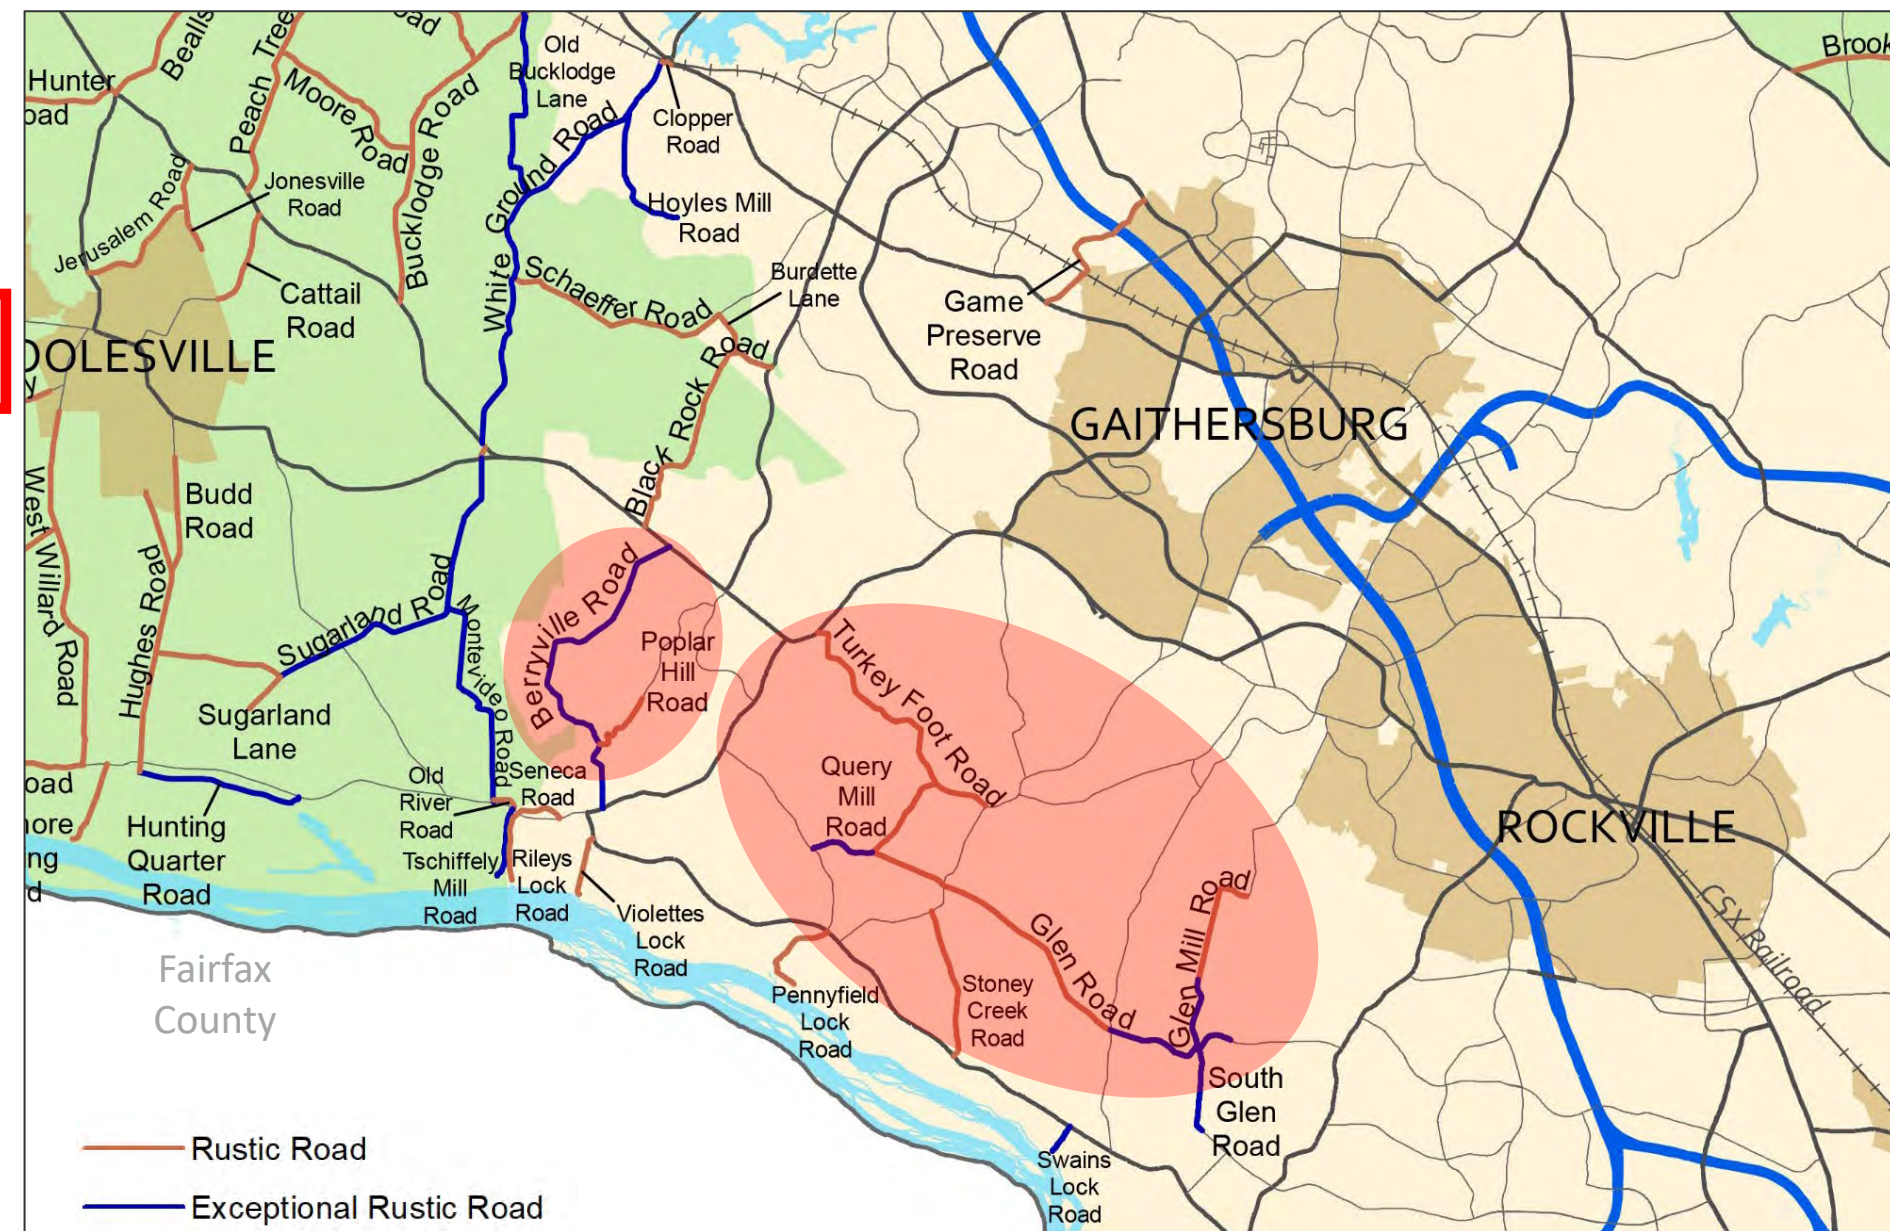 Hunter
oad
Bealls
Peach Tree
oad
Moore Road
Bucklodge Road
Old
Bucklodge
Lane
White Ground Road
Clopper
Road
Hoyles Mill
Road
Jerusalem Road
Jonesville
Road
Cattail
Road
OOLESVILLE
y
Schaeffer Road
Burdette
Lane
Black Rock Road
Game
Preserve
Road
Brook
GAITHERSBURG
West Willard Road
Budd
Road
Hughes Road
Sugarland Road
Sugarland
Lane
Montevideo Road
Berryville Road
Poplar
Hill
Road
Turkey Foot Road
Query
Mill
Road
ROCKVILLE
oad
ore
ng
d
Hunting
Quarter
Road
Old
River
Road
Seneca
Road
Tschiffely
Mill
Road
Rileys
Lock
Road
Violettes
Lock
Road
Pennyfield
Lock
Road
Stoney
Creek
Road
Glen Road
Glen Mill Road
South
Glen
Road
Swains
Lock
Road
CSX Railroad
Fairfax
County
Rustic Road
Exceptional Rustic Road